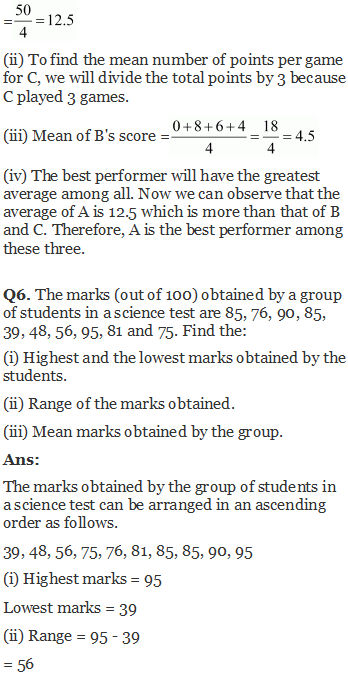 = 50/4 = 12.5
(ii) To find the mean number of points per game
for C, we will divide the total points by 3 because
C played 3 games.
(iii) Mean of B's score = 0+8+6+4/4 = 18/4 = 4.5
(iv) The best performer will have the greatest
average among all. Now we can observe that the
average of A is 12.5 which is more than that of B
and C. Therefore, A is the best performer among
these three.
Q6. The marks (out of 100) obtained by a group
of students in a science test are 85, 76, 90, 85,
39, 48, 56, 95, 81 and 75. Find the:
(i) Highest and the lowest marks obtained by the
students.
(ii) Range of the marks obtained.
(iii) Mean marks obtained by the group.
Ans:
The marks obtained by the group of students in
a science test can be arranged in an ascending
order as follows.
39, 48, 56, 75, 76, 81, 85, 85, 90, 95
(i) Highest marks = 95
Lowest marks = 39
(ii) Range = 95 - 39
= 56